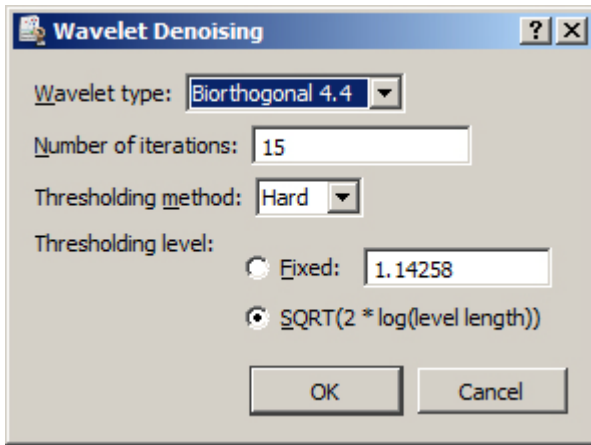 Wavelet Denoising
Wavelet type: Biorthogonal 4.4
Number of iterations: 15
Thresholding method: Hard
Thresholding level:
Fixed: 1.14258
SQRT(2 * log(level length))
OK Cancel